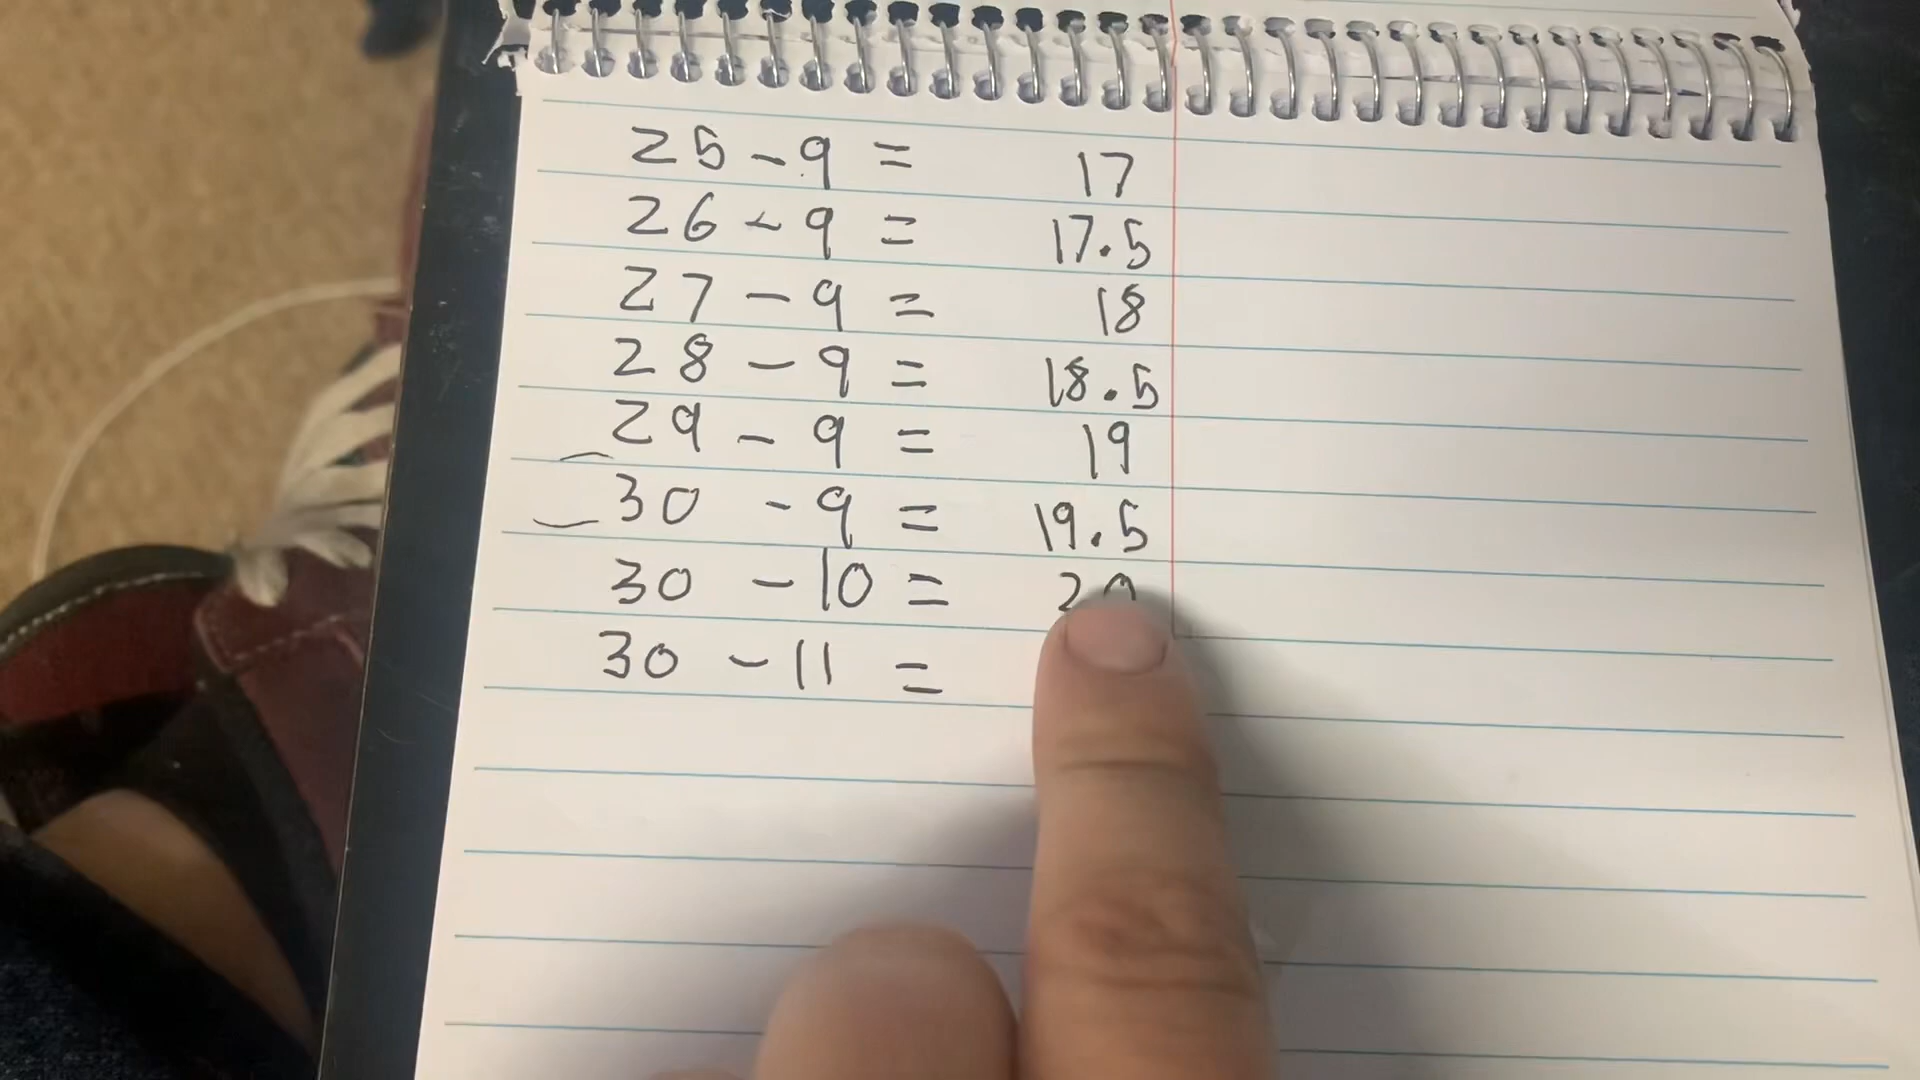 25 - 9 = 17
26 - 9 = 17.5
27 - 9 = 18
28 - 9 = 18.5
29 - 9 = 19
30 - 9 = 19.5
30 - 10 = 20
30 - 11 =